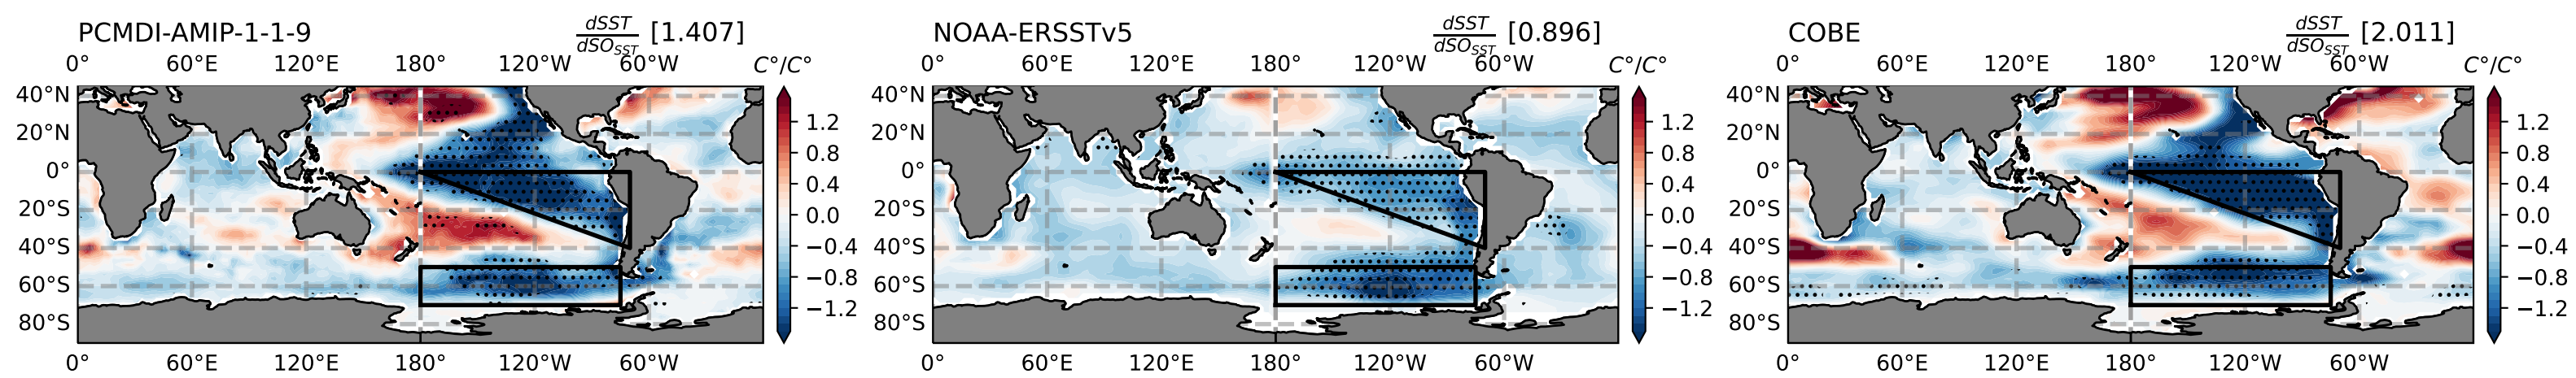 PCMDI-AMIP-1-1-9 dSST/dSO_SST [1.407]
0° 60°E 120°E 180° 120°W 60°W C°/C°
40°N
20°N
0°
20°S
40°S
60°S
80°S
1.2
0.8
0.4
0.0
−0.4
−0.8
−1.2
0° 60°E 120°E 180° 120°W 60°W
NOAA-ERSSTv5 dSST/dSO_SST [0.896]
0° 60°E 120°E 180° 120°W 60°W C°/C°
40°N
20°N
0°
20°S
40°S
60°S
80°S
1.2
0.8
0.4
0.0
−0.4
−0.8
−1.2
0° 60°E 120°E 180° 120°W 60°W
COBE dSST/dSO_SST [2.011]
0° 60°E 120°E 180° 120°W 60°W C°/C°
40°N
20°N
0°
20°S
40°S
60°S
80°S
1.2
0.8
0.4
0.0
−0.4
−0.8
−1.2
0° 60°E 120°E 180° 120°W 60°W